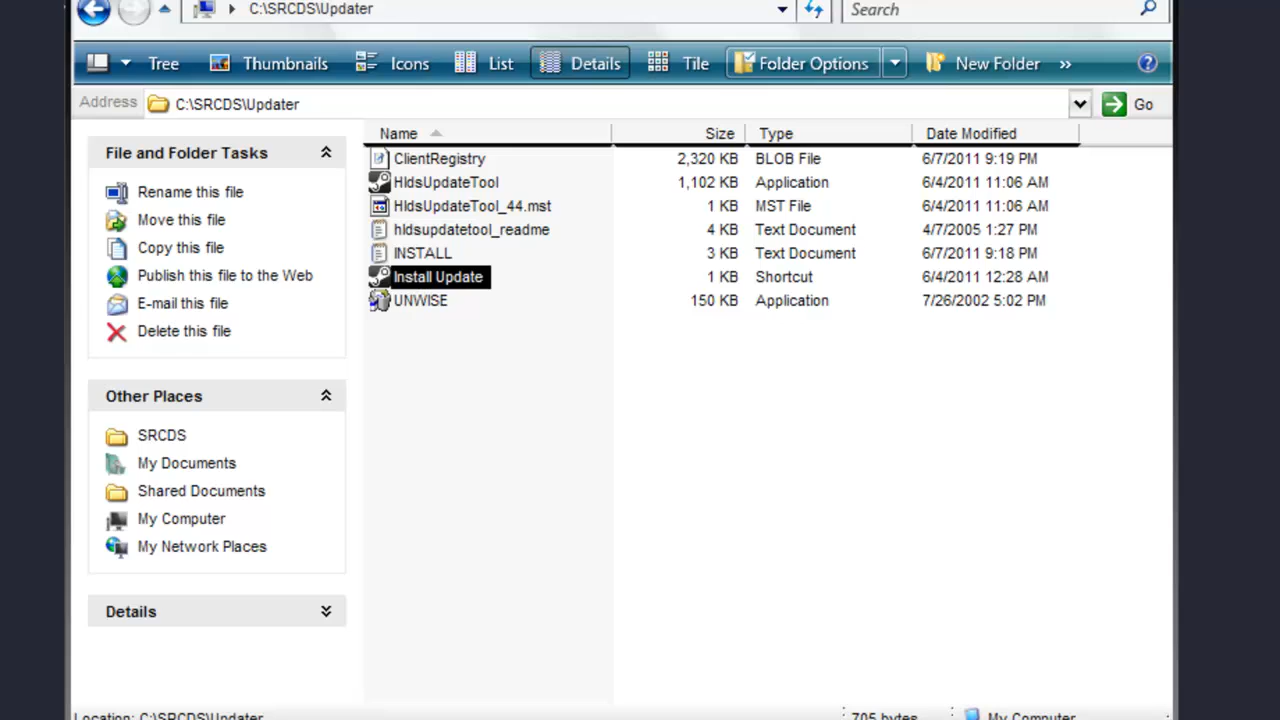 C:\SRCDS\Updater
Search
Tree Thumbnails Icons List Details Tile Folder Options New Folder »
Address C:\SRCDS\Updater Go
File and Folder Tasks
Rename this file
Move this file
Copy this file
Publish this file to the Web
E-mail this file
Delete this file
Other Places
SRCDS
My Documents
Shared Documents
My Computer
My Network Places
Details
Name Size Type Date Modified
ClientRegistry 2,320 KB BLOB File 6/7/2011 9:19 PM
HldsUpdateTool 1,102 KB Application 6/4/2011 11:06 AM
HldsUpdateTool_44.mst 1 KB MST File 6/4/2011 11:06 AM
hldsupdatetool_readme 4 KB Text Document 4/7/2005 1:27 PM
INSTALL 3 KB Text Document 6/7/2011 9:18 PM
Install Update 1 KB Shortcut 6/4/2011 12:28 AM
UNWISE 150 KB Application 7/26/2002 5:02 PM
Location: C:\SRCDS\Updater 705 bytes My Computer